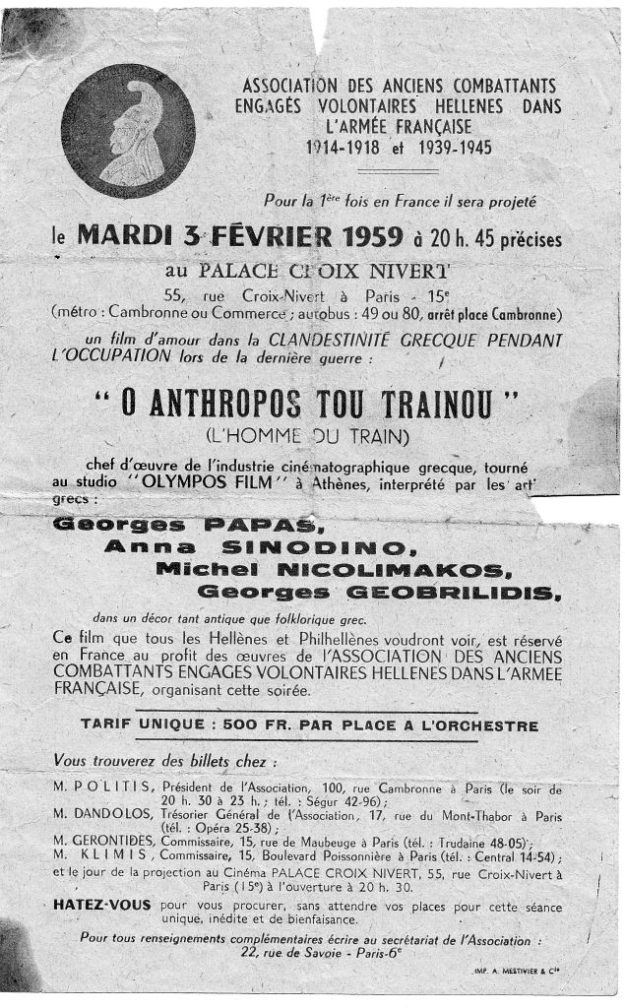 ASSOCIATION DES ANCIENS COMBATTANTS
ENGAGÉS VOLONTAIRES HELLENES DANS
L'ARMÉE FRANÇAISE
1914-1918 et 1939-1945
Pour la 1ère fois en France il sera projeté
le MARDI 3 FÉVRIER 1959 à 20 h. 45 précises
au PALACE CROIX NIVERT
55, rue Croix-Nivert à Paris - 15e
(métro : Cambronne ou Commerce ; autobus : 49 ou 80, arrêt place Cambronne)
un film d'amour dans la CLANDESTINITÉ GRECQUE PENDANT
L'OCCUPATION lors de la dernière guerre :
" O ANTHROPOS TOU TRAINOU "
(L'HOMME DU TRAIN)
chef d'œuvre de l'industrie cinématographique grecque, tourné
au studio "OLYMPOS FILM" à Athènes, interprété par les
grecs :
Georges PAPAS,
Anna SINODINO,
Michel NICOLIMAKOS,
Georges GEOBRILIDIS,
dans un décor tant antique que folklorique grec.
Ce film que tous les Hellènes et Philhellènes voudront voir, est réservé
en France au profit des œuvres de l'ASSOCIATION DES ANCIENS
COMBATTANTS ENGAGES VOLONTAIRES HELLENES DANS L'ARMEE
FRANÇAISE, organisant cette soirée.
TARIF UNIQUE : 500 FR. PAR PLACE A L'ORCHESTRE
Vous trouverez des billets chez :
M. POLITIS, Président de l'Association, 100, rue Cambronne à Paris (le soir de
20 h. 30 à 23 h. ; tél. : Ségur 42-96) ;
M. DANDOLOS, Trésorier Général de l'Association, 17, rue du Mont-Thabor à Paris
(tél. : Opéra 25-38) ;
M. GERONTIDES, Commissaire, 15, rue de Maubeuge à Paris (tél. : Trudaine 48-05) ;
M. KLIMIS, Commissaire, 15, Boulevard Poissonnière à Paris (tél. : Central 14-54) ;
et le jour de la projection au Cinéma PALACE CROIX NIVERT, 55, rue Croix-Nivert à
Paris (15e) à l'ouverture à 20 h. 30.
HATEZ-VOUS pour vous procurer, sans attendre vos places pour cette séance
unique, inédite et de bienfaisance.
Pour tous renseignements complémentaires écrire au secrétariat de l'Association :
22, rue de Savoie - Paris-6e
IMP. A. MESTIVIER & Cie